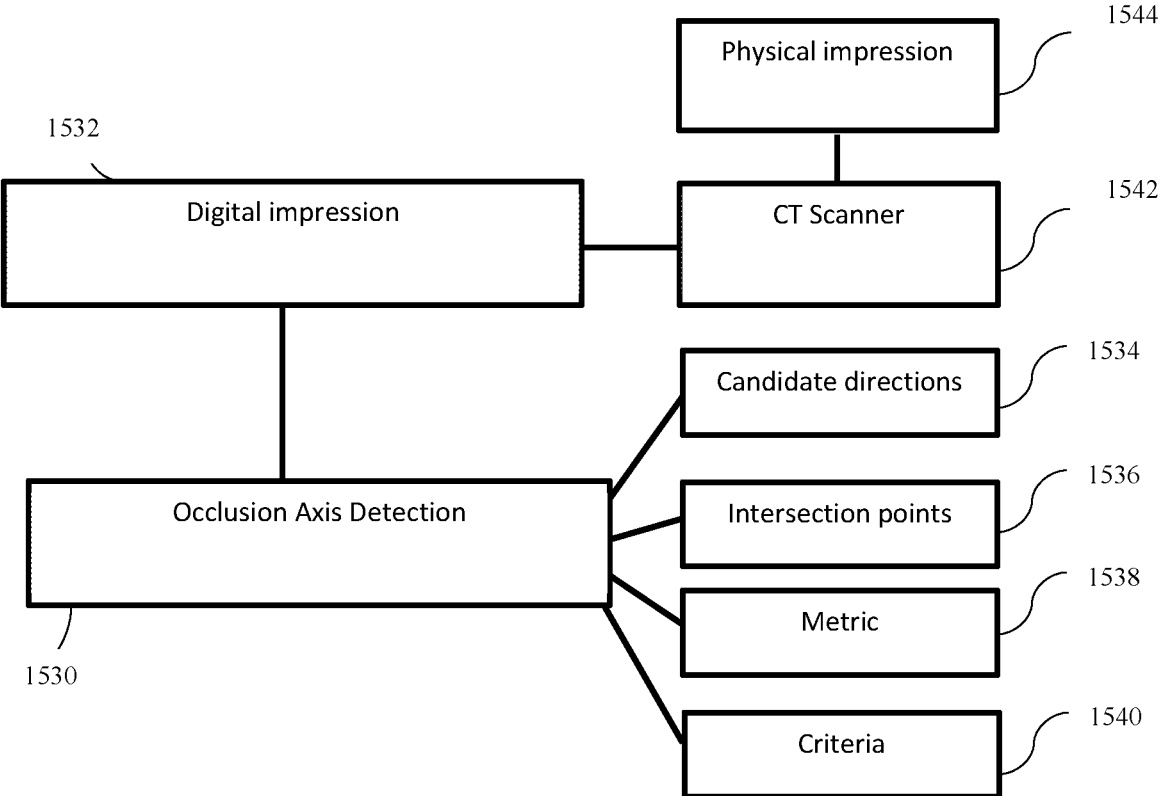 1544
Physical impression
1532
Digital impression
1542
CT Scanner
1534
Candidate directions
1536
Occlusion Axis Detection
Intersection points
1538
Metric
1530
1540
Criteria